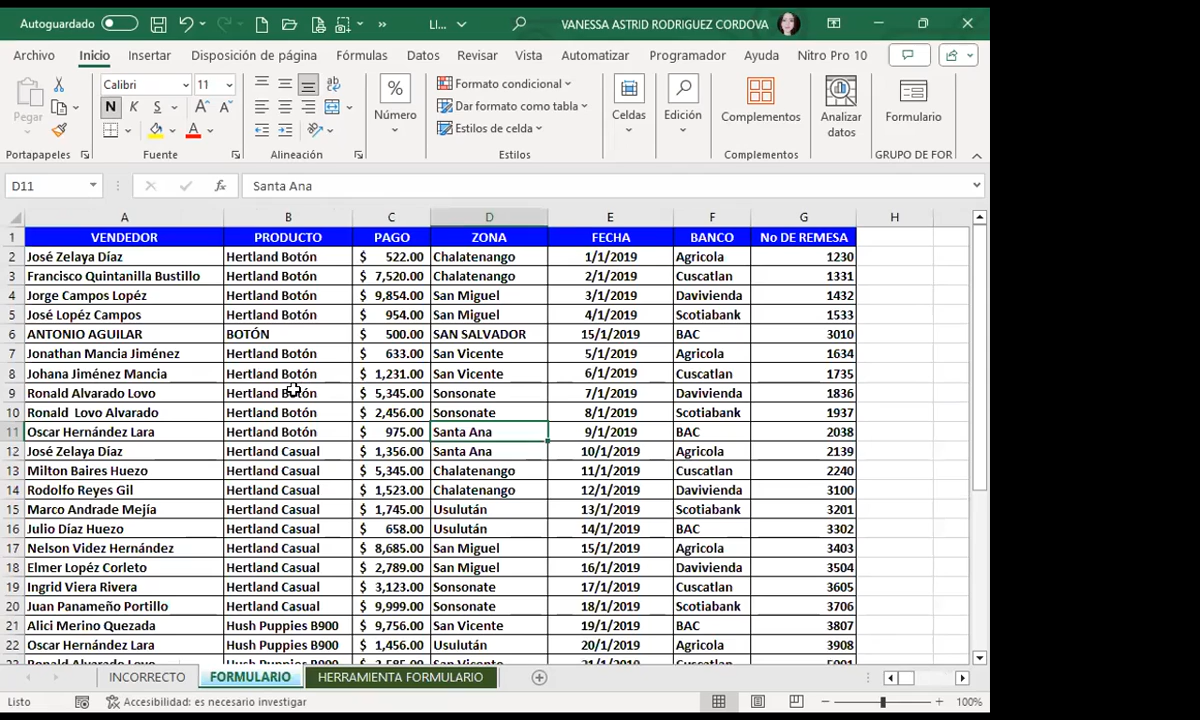 Autoguardado LI... VANESSA ASTRID RODRIGUEZ CORDOVA
Archivo Inicio Insertar Disposición de página Fórmulas Datos Revisar Vista Automatizar Programador Ayuda Nitro Pro 10
Pegar Calibri 11 Número Formato condicional Dar formato como tabla Estilos de celda Celdas Edición Complementos Analizar datos Formulario
N K S
Portapapeles Fuente Alineación Estilos Complementos GRUPO DE FOR
D11 fx Santa Ana
A B C D E F G H
1 VENDEDOR PRODUCTO PAGO ZONA FECHA BANCO No DE REMESA
2 José Zelaya Díaz Hertland Botón $ 522.00 Chalatenango 1/1/2019 Agricola 1230
3 Francisco Quintanilla Bustillo Hertland Botón $ 7,520.00 Chalatenango 2/1/2019 Cuscatlan 1331
4 Jorge Campos Lopéz Hertland Botón $ 9,854.00 San Miguel 3/1/2019 Davivienda 1432
5 José Lopéz Campos Hertland Botón $ 954.00 San Miguel 4/1/2019 Scotiabank 1533
6 ANTONIO AGUILAR BOTÓN $ 500.00 SAN SALVADOR 15/1/2019 BAC 3010
7 Jonathan Mancia Jiménez Hertland Botón $ 633.00 San Vicente 5/1/2019 Agricola 1634
8 Johana Jiménez Mancia Hertland Botón $ 1,231.00 San Vicente 6/1/2019 Cuscatlan 1735
9 Ronald Alvarado Lovo Hertland Botón $ 5,345.00 Sonsonate 7/1/2019 Davivienda 1836
10 Ronald  Lovo Alvarado Hertland Botón $ 2,456.00 Sonsonate 8/1/2019 Scotiabank 1937
11 Oscar Hernández Lara Hertland Botón $ 975.00 Santa Ana 9/1/2019 BAC 2038
12 José Zelaya Díaz Hertland Casual $ 1,356.00 Santa Ana 10/1/2019 Agricola 2139
13 Milton Baires Huezo Hertland Casual $ 5,345.00 Chalatenango 11/1/2019 Cuscatlan 2240
14 Rodolfo Reyes Gil Hertland Casual $ 1,523.00 Chalatenango 12/1/2019 Davivienda 3100
15 Marco Andrade Mejía Hertland Casual $ 1,745.00 Usulután 13/1/2019 Scotiabank 3201
16 Julio Díaz Huezo Hertland Casual $ 658.00 Usulután 14/1/2019 BAC 3302
17 Nelson Videz Hernández Hertland Casual $ 8,685.00 San Miguel 15/1/2019 Agricola 3403
18 Elmer Lopéz Corleto Hertland Casual $ 2,789.00 San Miguel 16/1/2019 Davivienda 3504
19 Ingrid Viera Rivera Hertland Casual $ 3,123.00 Sonsonate 17/1/2019 Cuscatlan 3605
20 Juan Panameño Portillo Hertland Casual $ 9,999.00 Sonsonate 18/1/2019 Scotiabank 3706
21 Alici Merino Quezada Hush Puppies B900 $ 9,756.00 San Vicente 19/1/2019 BAC 3807
22 Oscar Hernández Lara Hush Puppies B900 $ 1,456.00 Usulután 20/1/2019 Agricola 3908
INCORRECTO FORMULARIO HERRAMIENTA FORMULARIO
Listo Accesibilidad: es necesario investigar 100%